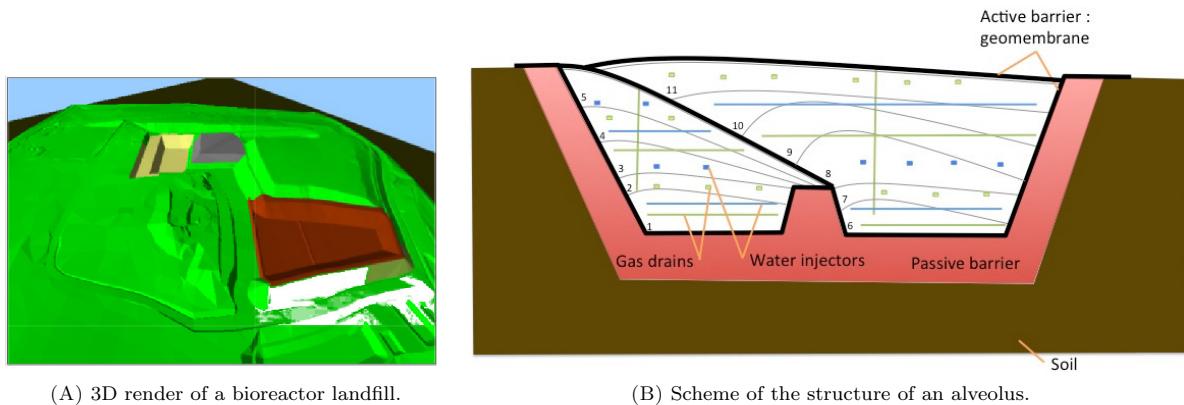 Active barrier :
geomembrane
5
11
4
10
3
9
8
2
7
1
6
Gas drains
Water injectors
Passive barrier
Soil
(A) 3D render of a bioreactor landfill.
(B) Scheme of the structure of an alveolus.